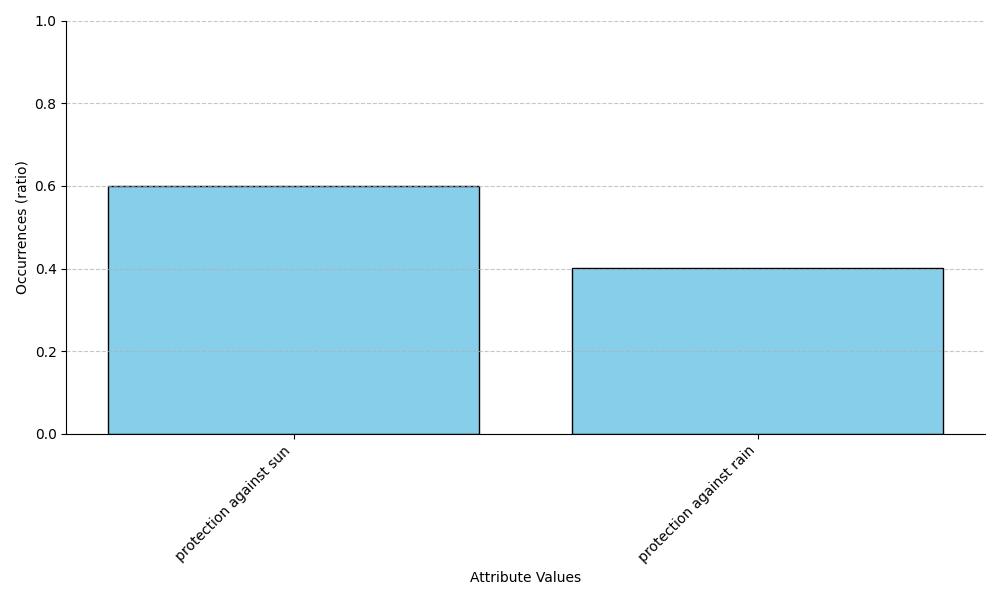 1.0
0.8
0.6
0.4
0.2
0.0
Occurrences (ratio)
protection against sun
protection against rain
Attribute Values